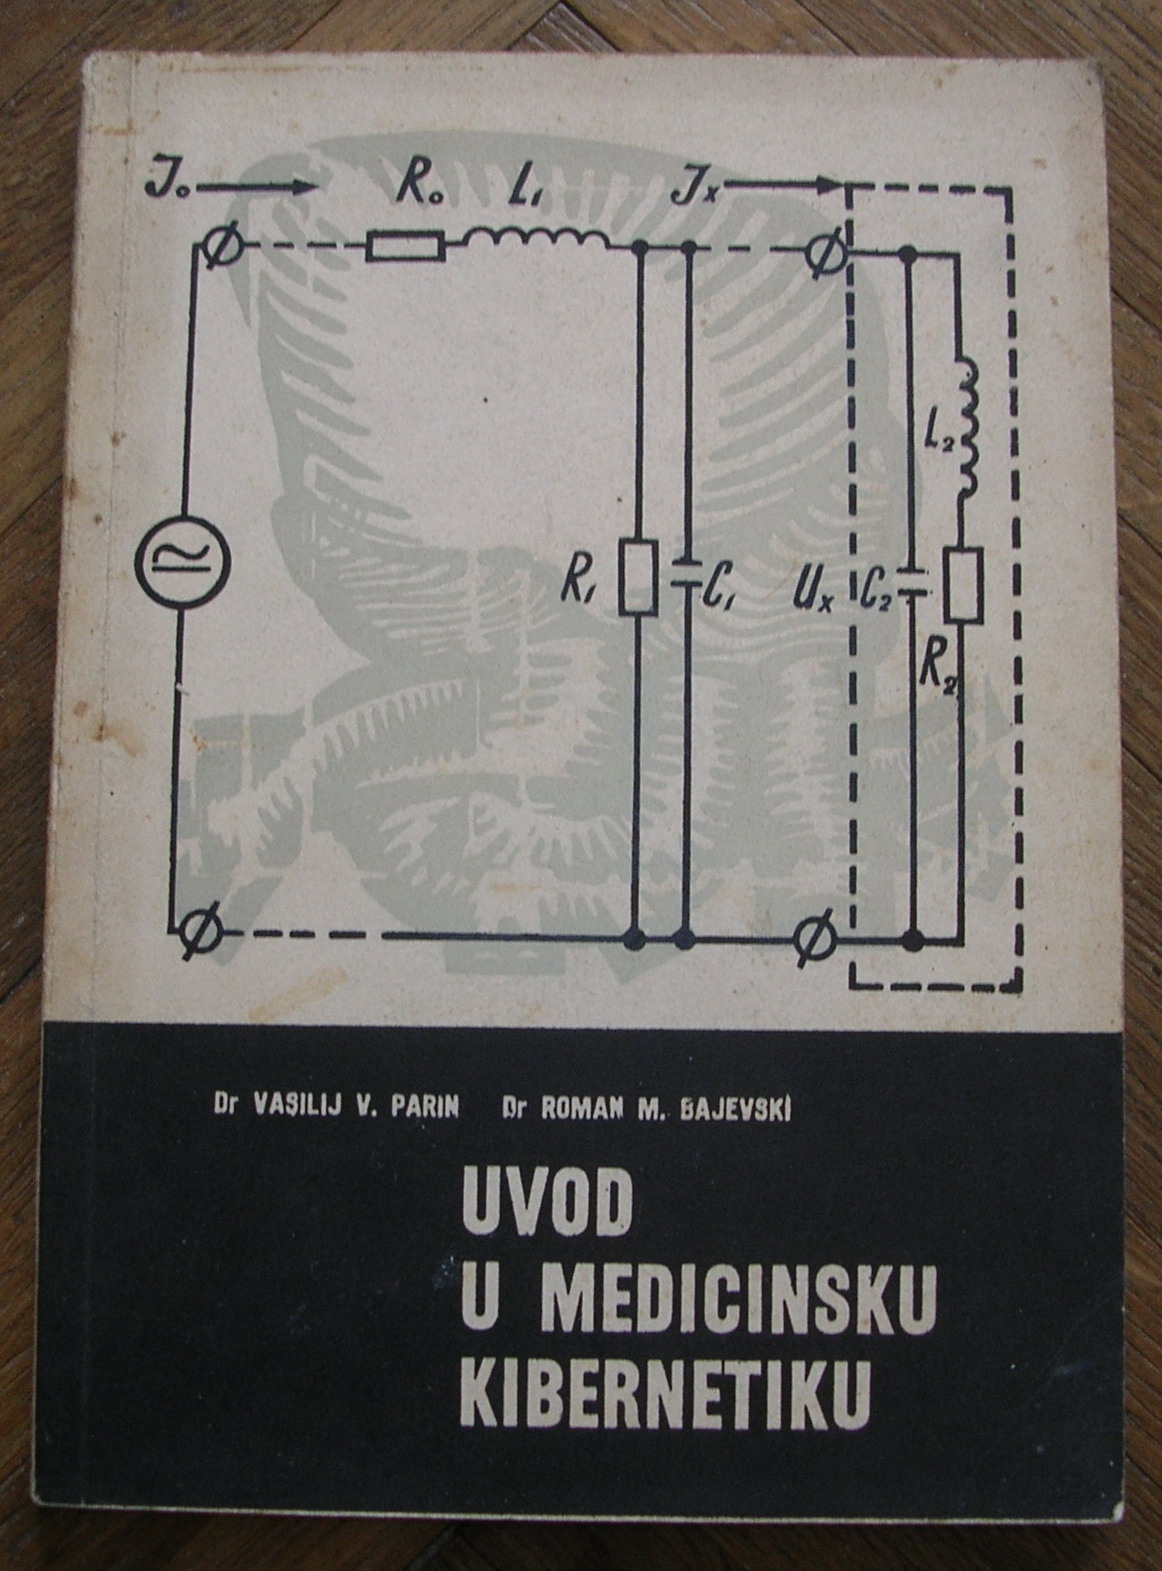 J₀ R₀ L₁ Jₓ
L₂
R₁ C₁ Uₓ C₂
R₂
Dr VASILIJ V. PARIN Dr ROMAN M. BAJEVSKI
UVOD
U MEDICINSKU
KIBERNETIKU